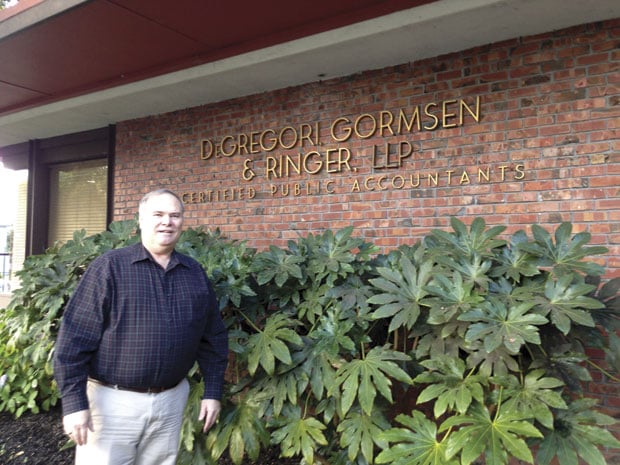 DeGREGORI, GORMSEN
& RINGER, LLP
CERTIFIED PUBLIC ACCOUNTANTS